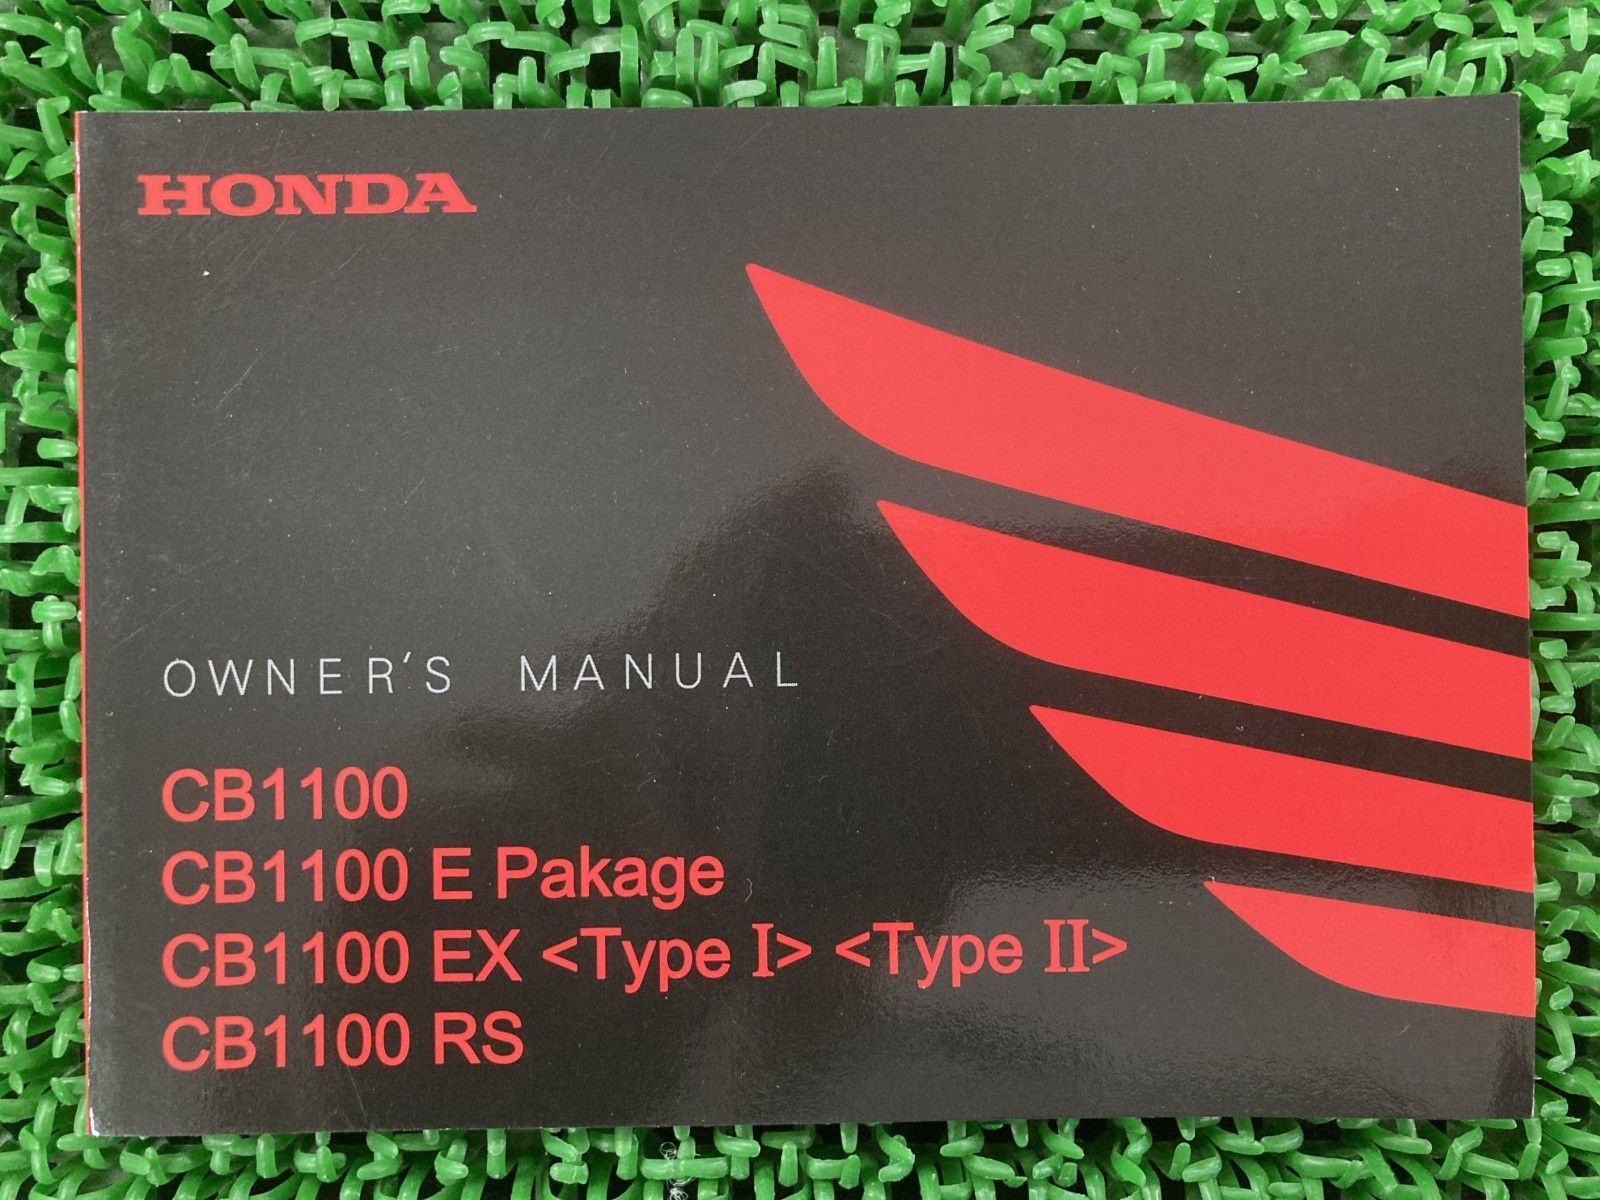 HONDA
OWNER'S MANUAL
CB1100
CB1100 E Pakage
CB1100 EX <Type I> <Type II>
CB1100 RS